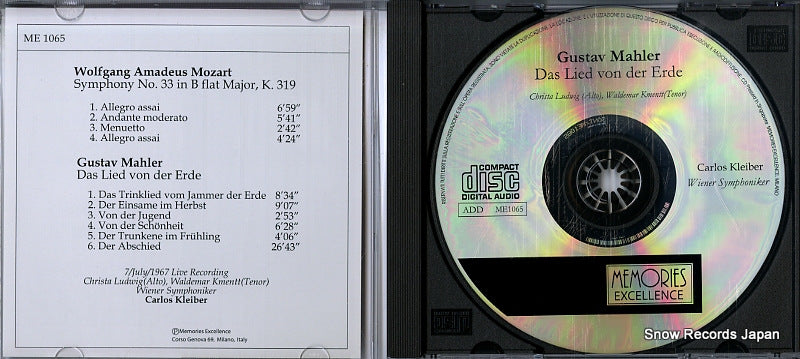 ME 1065
Wolfgang Amadeus Mozart
Symphony No. 33 in B flat Major, K. 319
1. Allegro assai 6'59"
2. Andante moderato 5'41"
3. Menuetto 2'42"
4. Allegro assai 4'24"
Gustav Mahler
Das Lied von der Erde
1. Das Trinklied vom Jammer der Erde 8'34"
2. Der Einsame im Herbst 9'07"
3. Von der Jugend 2'53"
4. Von der Schönheit 6'28"
5. Der Trunkene im Frühling 4'06"
6. Der Abschied 26'43"
7/July/1967 Live Recording
Christa Ludwig(Alto), Waldemar Kmentt(Tenor)
Wiener Symphoniker
Carlos Kleiber
℗Memories Excellence
Corso Genova 69, Milano, Italy
Gustav Mahler
Das Lied von der Erde
Christa Ludwig (Alto), Waldemar Kmentt(Tenor)
COMPACT
disc
DIGITAL AUDIO
ADD ME1065
Carlos Kleiber
Wiener Symphoniker
MEMORIES
EXCELLENCE
Snow Records Japan